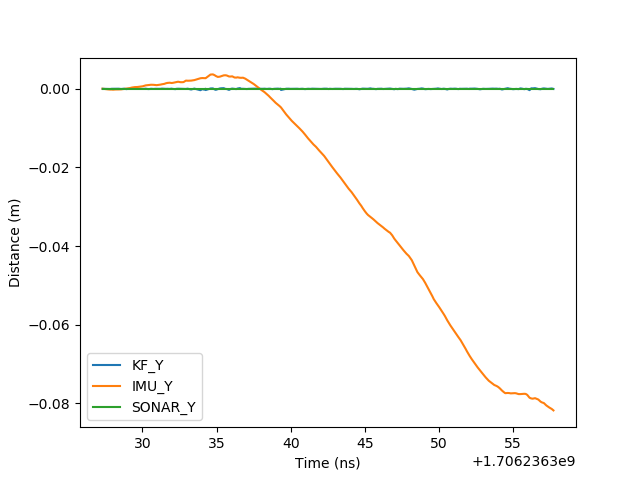 0.00
−0.02
−0.04
−0.06
−0.08
Distance (m)
KF_Y
IMU_Y
SONAR_Y
30
35
40
45
50
55
Time (ns)
+1.7062363e9